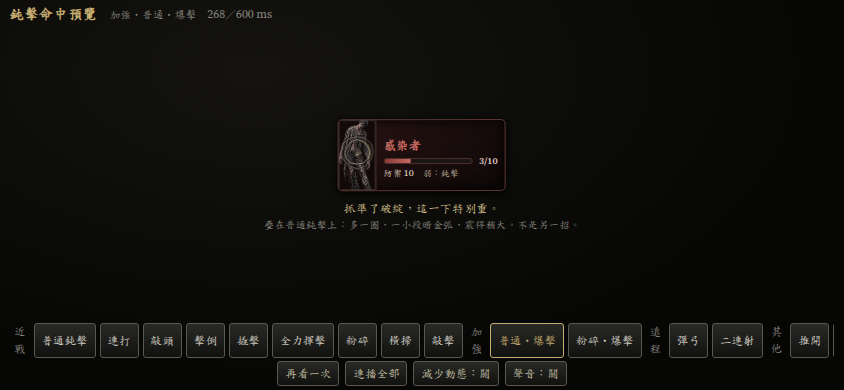 鈍擊命中預覽 加強・普通・爆擊 268／600 ms
感染者
3/10
防禦 10 弱：鈍擊
抓準了破綻，這一下特別重。
疊在普通鈍擊上：多一圈，一小段暗金弧，震得稍大。不是另一招。
近戰 普通鈍擊 連打 敲頭 擊倒 搥擊 全力揮擊 粉碎 橫掃 敲擊 加強 普通・爆擊 粉碎・爆擊 遠程 彈弓 二連射 其他 推開
再看一次 連播全部 減少動態：關 聲音：關